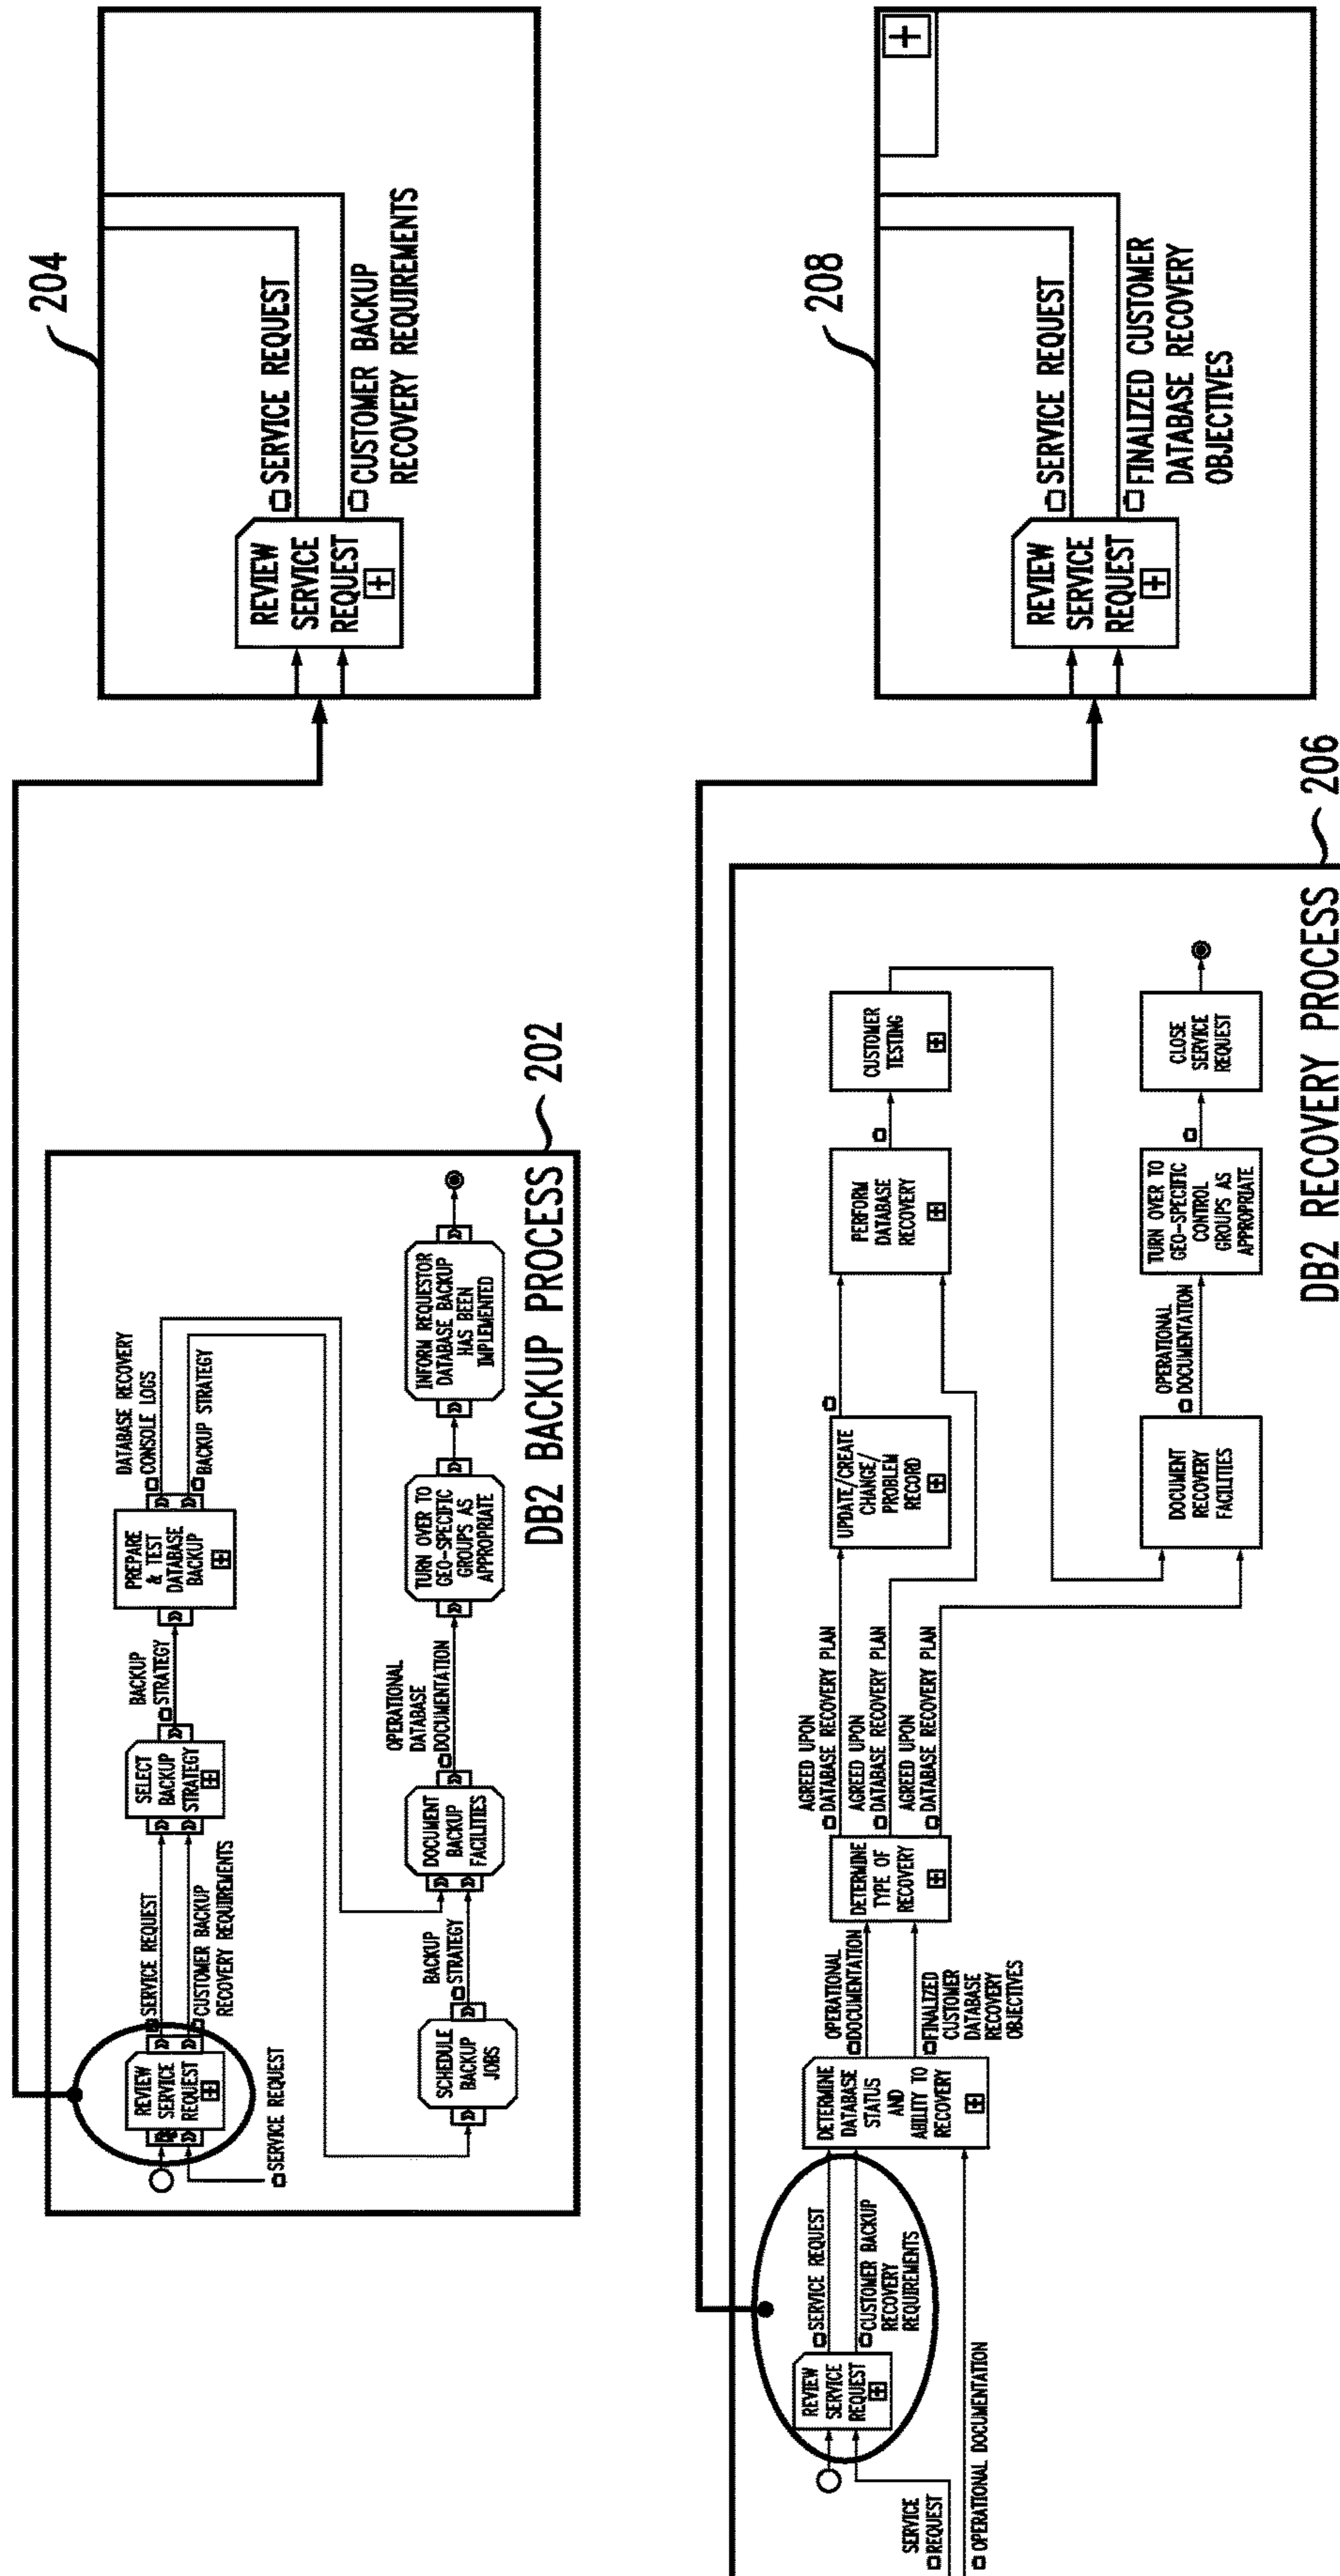 REVIEW
SERVICE
REQUEST
SERVICE REQUEST
CUSTOMER BACKUP
RECOVERY REQUIREMENTS
SERVICE REQUEST
SELECT
BACKUP
STRATEGY
BACKUP
STRATEGY
PREPARE
& TEST
DATABASE
BACKUP
DATABASE RECOVERY
CONSOLE LOGS
BACKUP STRATEGY
SCHEDULE
BACKUP
JOBS
BACKUP
STRATEGY
DOCUMENT
BACKUP
FACILITIES
OPERATIONAL
DATABASE
DOCUMENTATION
TURN OVER TO
GEO-SPECIFIC
GROUPS AS
APPROPRIATE
INFORM REQUESTOR
DATABASE BACKUP
HAS BEEN
IMPLEMENTED
DB2 BACKUP PROCESS
202
204
REVIEW
SERVICE
REQUEST
SERVICE REQUEST
CUSTOMER BACKUP
RECOVERY REQUIREMENTS
SERVICE
REQUEST
OPERATIONAL DOCUMENTATION
REVIEW
SERVICE
REQUEST
SERVICE REQUEST
CUSTOMER BACKUP
RECOVERY
REQUIREMENTS
DETERMINE
DATABASE
STATUS
AND
ABILITY TO
RECOVERY
OPERATIONAL
DOCUMENTATION
FINALIZED
CUSTOMER
DATABASE
RECOVERY
OBJECTIVES
DETERMINE
TYPE OF
RECOVERY
AGREED UPON
DATABASE RECOVERY PLAN
AGREED UPON
DATABASE RECOVERY PLAN
AGREED UPON
DATABASE RECOVERY PLAN
UPDATE/CREATE
CHANGE/
PROBLEM
RECORD
PERFORM
DATABASE
RECOVERY
CUSTOMER
TESTING
DOCUMENT
RECOVERY
FACILITIES
OPERATIONAL
DOCUMENTATION
TURN OVER TO
GEO-SPECIFIC
CONTROL
GROUPS AS
APPROPRIATE
CLOSE
SERVICE
REQUEST
DB2 RECOVERY PROCESS
206
208
REVIEW
SERVICE
REQUEST
SERVICE REQUEST
FINALIZED CUSTOMER
DATABASE RECOVERY
OBJECTIVES